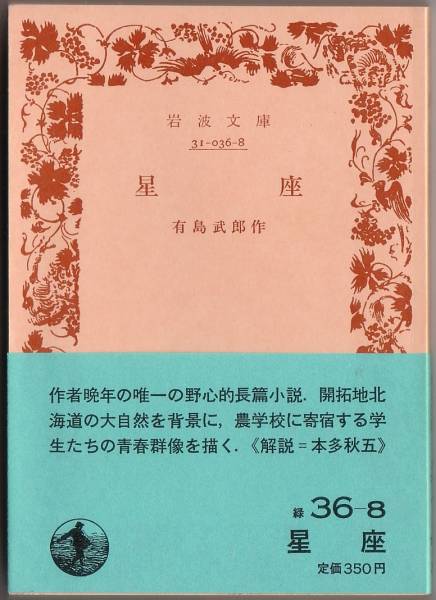 岩波文庫
31-036-8
星座
有島武郎作
作者晩年の唯一の野心的長篇小説．開拓地北
海道の大自然を背景に，農学校に寄宿する学
生たちの青春群像を描く．《解説＝本多秋五》
緑 36-8
星座
定価350円